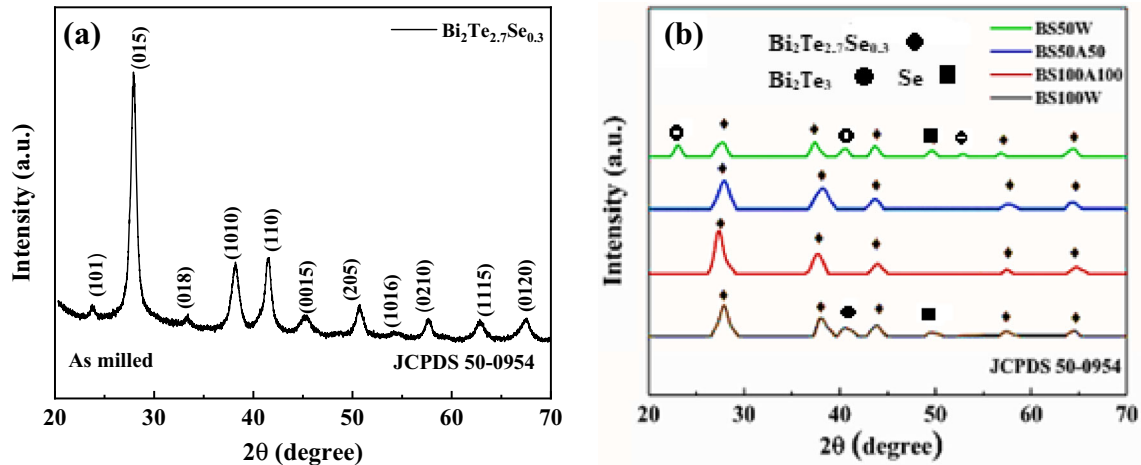 (a)
Bi₂Te₂.₇Se₀.₃
(015)
(101)
(018)
(1010)
(110)
(0015)
(205)
(1016)
(0210)
(1115)
(0120)
As milled
JCPDS 50-0954
Intensity (a.u.)
20 30 40 50 60 70
2θ (degree)
(b)
Bi₂Te₂.₇Se₀.₃
Bi₂Te₃ Se
BS50W
BS50A50
BS100A100
BS100W
JCPDS 50-0954
Intensity (a.u.)
20 30 40 50 60 70
2θ (degree)